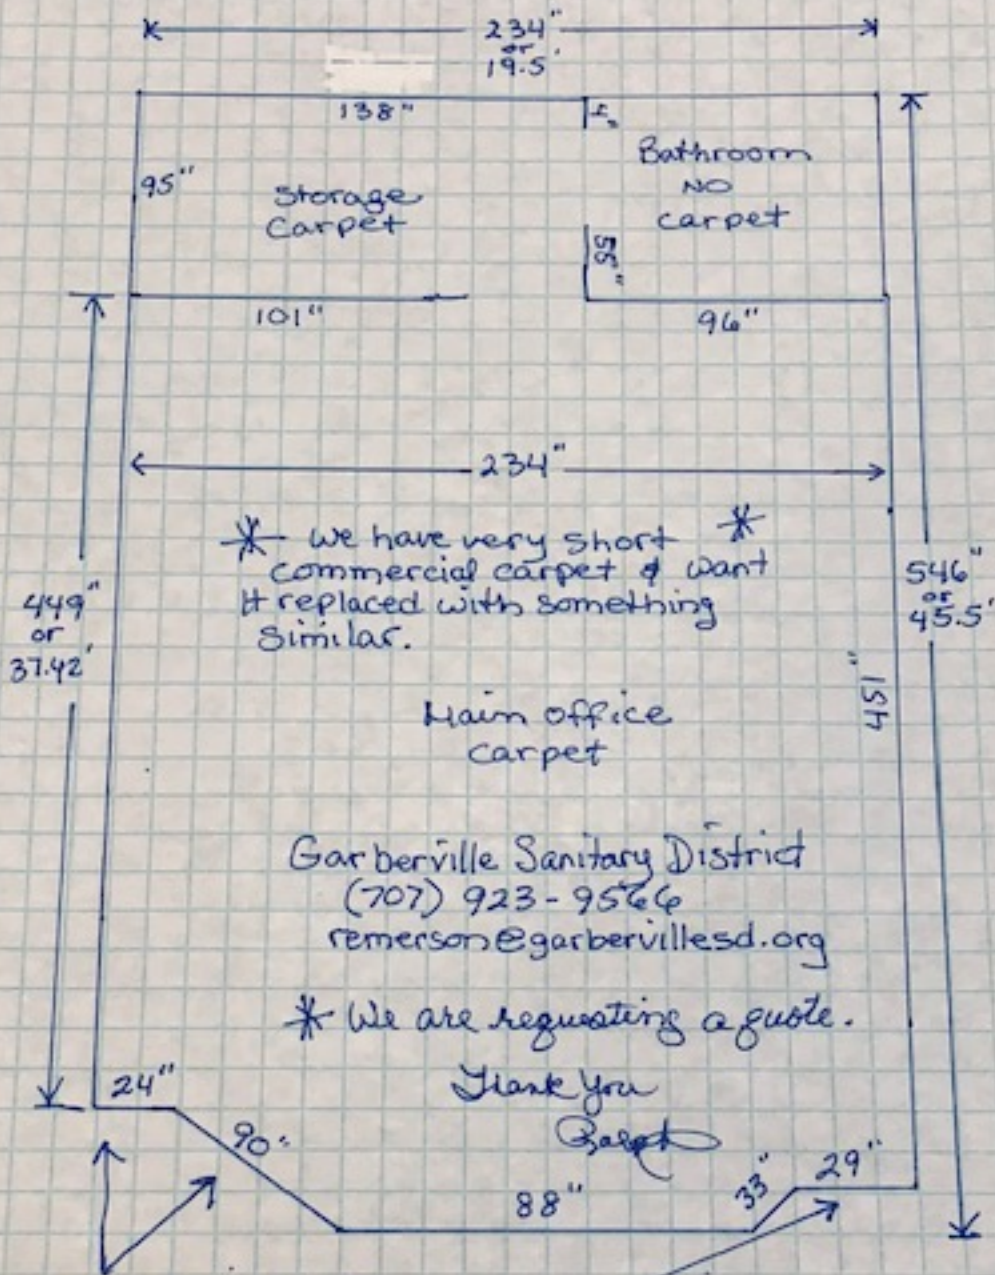 234"
or
19.5'
138"
4"
Bathroom
NO
carpet
95"
Storage
Carpet
55"
101"
96"
234"
* We have very short *
commercial carpet & want
it replaced with something
Similar.
449"
or
37.42'
546"
or
45.5'
451"
Main office
carpet
Garberville Sanitary District
(707) 923-9566
remerson@garbervillesd.org
* We are requesting a quote.
Thank You
Ralph
24"
90"
88"
33"
29"